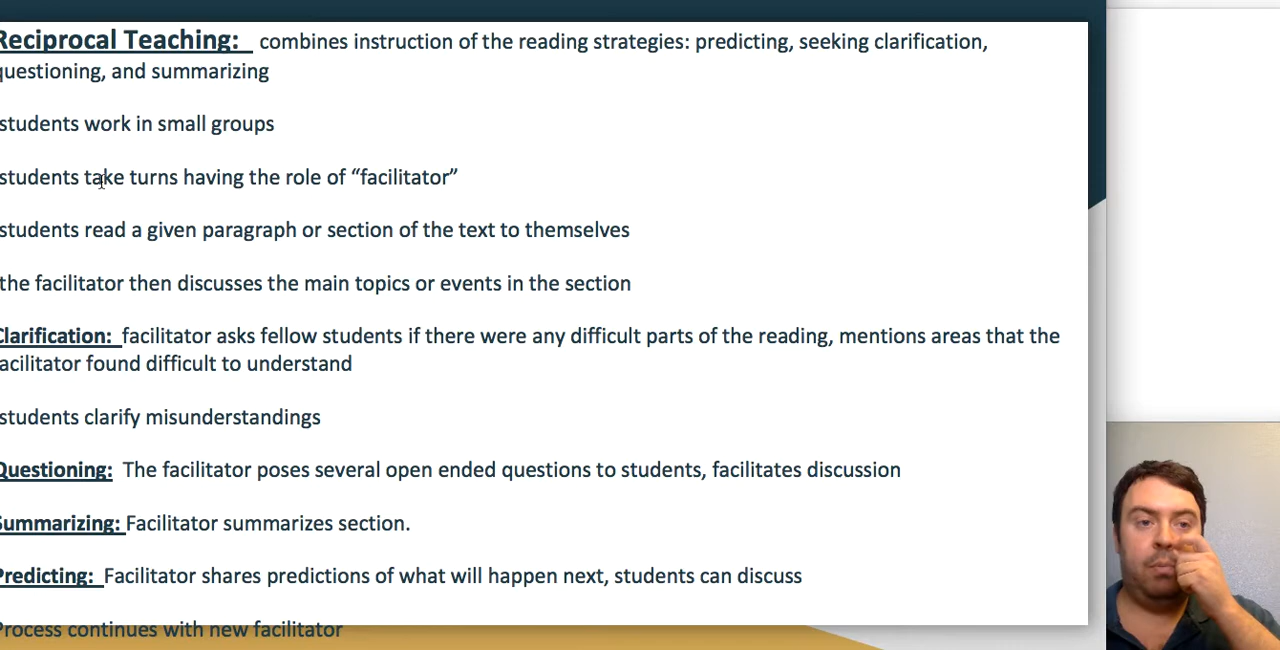 Reciprocal Teaching: combines instruction of the reading strategies: predicting, seeking clarification,
questioning, and summarizing
students work in small groups
students take turns having the role of “facilitator”
students read a given paragraph or section of the text to themselves
the facilitator then discusses the main topics or events in the section
Clarification: facilitator asks fellow students if there were any difficult parts of the reading, mentions areas that the
facilitator found difficult to understand
students clarify misunderstandings
Questioning: The facilitator poses several open ended questions to students, facilitates discussion
Summarizing: Facilitator summarizes section.
Predicting: Facilitator shares predictions of what will happen next, students can discuss
Process continues with new facilitator